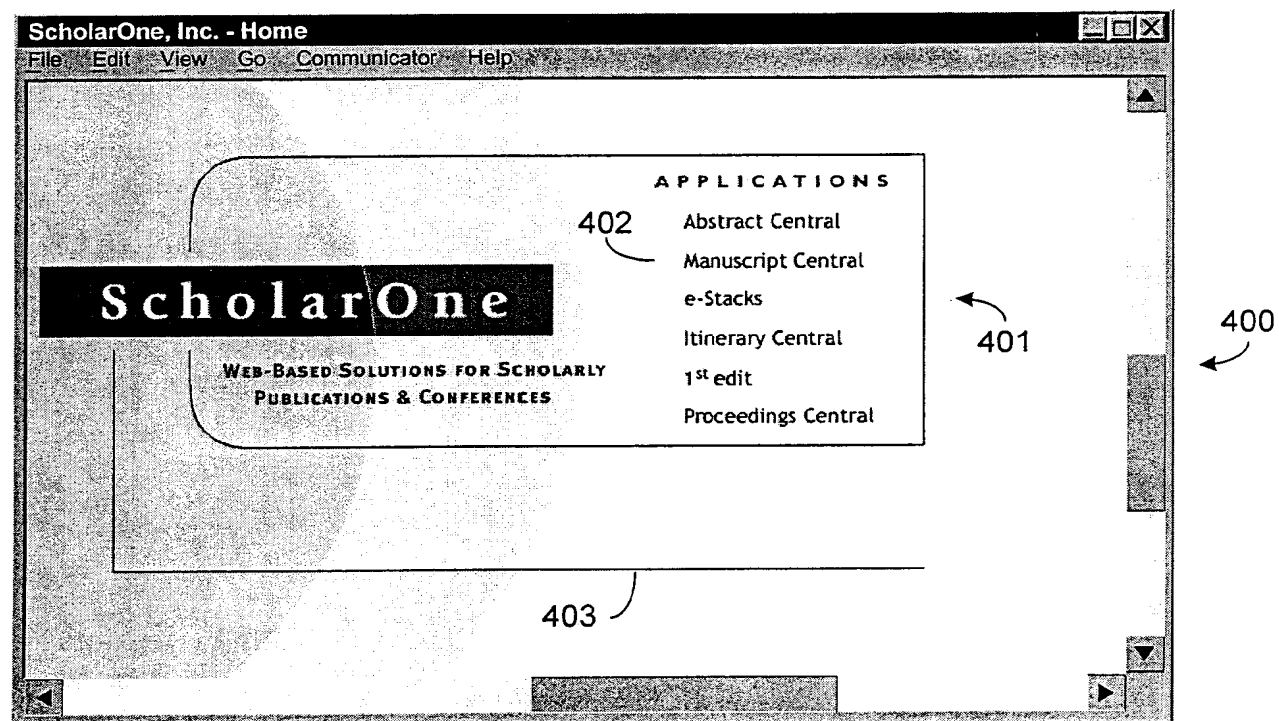 ScholarOne, Inc. - Home
File Edit View Go Communicator Help
APPLICATIONS
402
Abstract Central
Manuscript Central
ScholarOne
e-Stacks
401
400
Itinerary Central
WEB-BASED SOLUTIONS FOR SCHOLARLY
PUBLICATIONS & CONFERENCES
1st edit
Proceedings Central
403